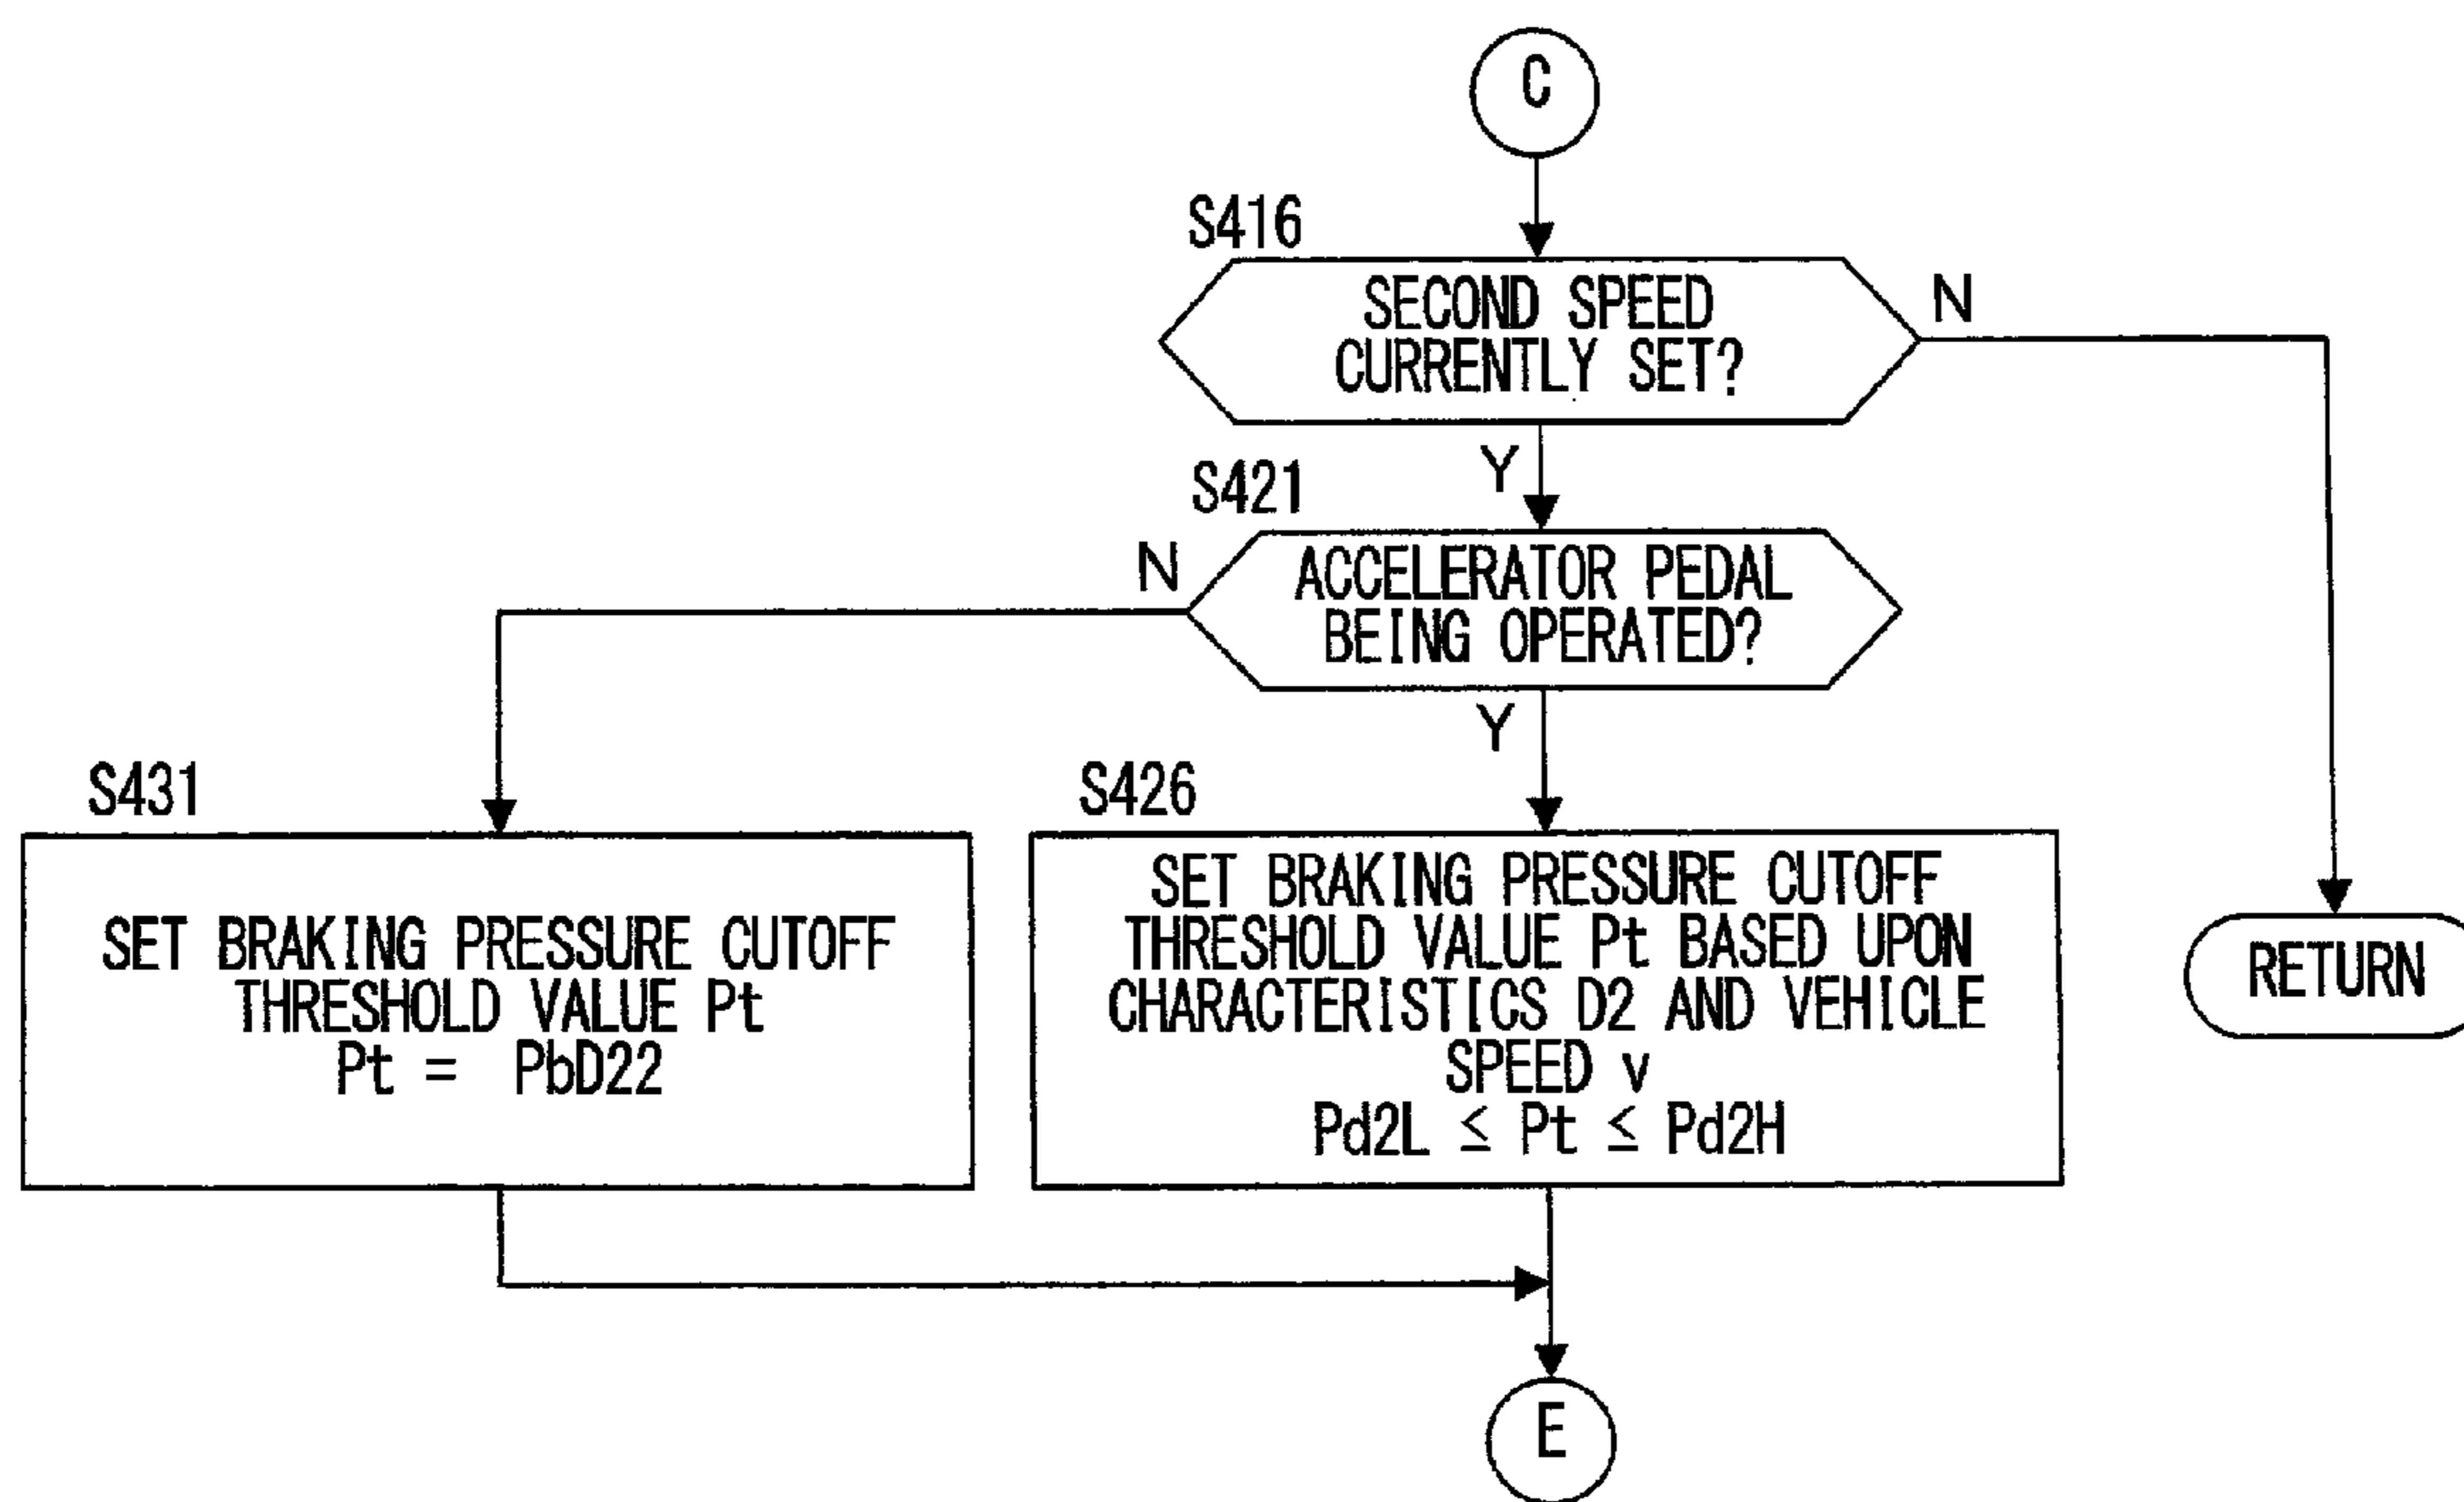 C
S416
SECOND SPEED
CURRENTLY SET?
N
Y
S421
ACCELERATOR PEDAL
BEING OPERATED?
N
Y
S431
SET BRAKING PRESSURE CUTOFF
THRESHOLD VALUE Pt
Pt = PbD22
S426
SET BRAKING PRESSURE CUTOFF
THRESHOLD VALUE Pt BASED UPON
CHARACTERISTICS D2 AND VEHICLE
SPEED v
Pd2L ≤ Pt ≤ Pd2H
RETURN
E